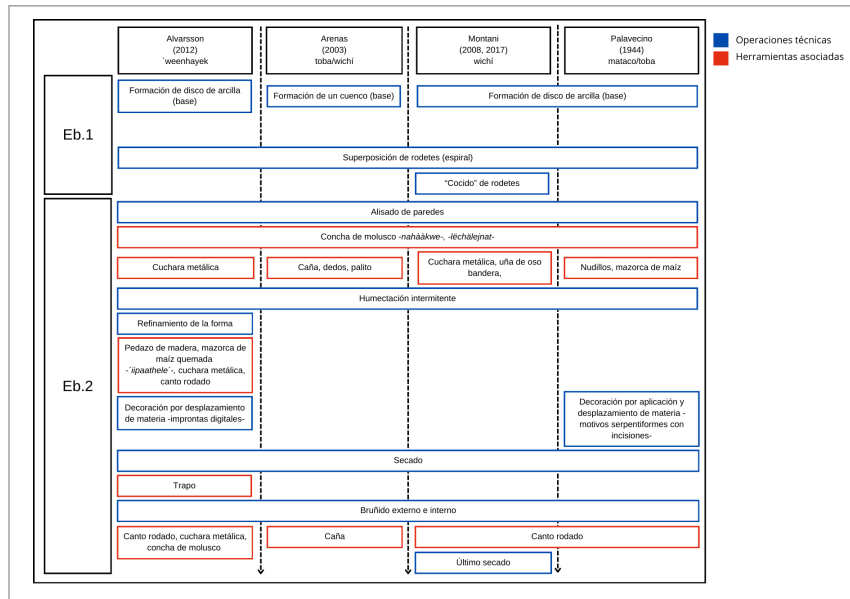 Alvarsson
(2012)
´weenhayek
Arenas
(2003)
toba/wichí
Montani
(2008, 2017)
wichí
Palavecino
(1944)
mataco/toba
Operaciones técnicas
Herramientas asociadas
Eb.1
Formación de disco de arcilla
(base)
Formación de un cuenco (base)
Formación de disco de arcilla (base)
Superposición de rodetes (espiral)
“Cocido” de rodetes
Eb.2
Alisado de paredes
Concha de molusco -nahààkwe-, -lëchälejnat-
Cuchara metálica
Caña, dedos, palito
Cuchara metálica, uña de oso
bandera,
Nudillos, mazorca de maíz
Humectación intermitente
Refinamiento de la forma
Pedazo de madera, mazorca de
maíz quemada
-´iipaathele´-, cuchara metálica,
canto rodado
Decoración por desplazamiento
de materia -improntas digitales-
Decoración por aplicación y
desplazamiento de materia -
motivos serpentiformes con
incisiones-
Secado
Trapo
Bruñido externo e interno
Canto rodado, cuchara metálica,
concha de molusco
Caña
Canto rodado
Último secado